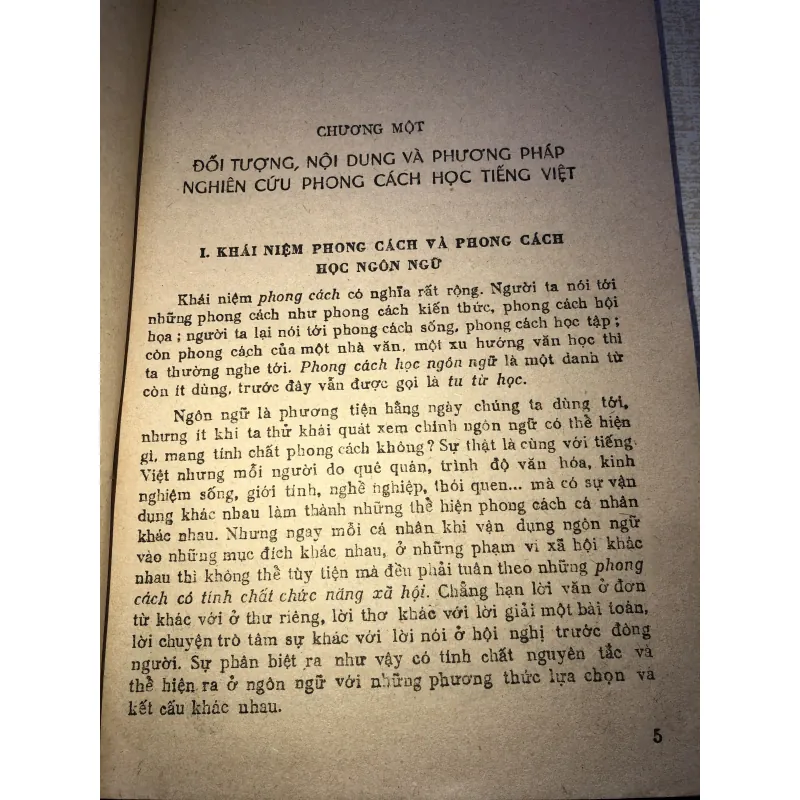 CHƯƠNG MỘT
ĐỐI TƯỢNG, NỘI DUNG VÀ PHƯƠNG PHÁP
NGHIÊN CỨU PHONG CÁCH HỌC TIẾNG VIỆT
I. KHÁI NIỆM PHONG CÁCH VÀ PHONG CÁCH
HỌC NGÔN NGỮ
Khái niệm phong cách có nghĩa rất rộng. Người ta nói tới
những phong cách như phong cách kiến thức, phong cách hội
họa; người ta lại nói tới phong cách sống, phong cách học tập;
còn phong cách của một nhà văn, một xu hướng văn học thì
ta thường nghe tới. Phong cách học ngôn ngữ là một danh từ
còn ít dùng, trước đây vẫn được gọi là tu từ học.
Ngôn ngữ là phương tiện hằng ngày chúng ta dùng tới,
nhưng ít khi ta thử khái quát xem chính ngôn ngữ có thể hiện
gì, mang tính chất phong cách không? Sự thật là cùng với tiếng
Việt nhưng mỗi người do quê quán, trình độ văn hóa, kinh
nghiệm sống, giới tính, nghề nghiệp, thói quen... mà có sự vận
dụng khác nhau làm thành những thể hiện phong cách cá nhân
khác nhau. Nhưng ngay mỗi cá nhân khi vận dụng ngôn ngữ
vào những mục đích khác nhau, ở những phạm vi xã hội khác
nhau thì không thể tùy tiện mà đều phải tuân theo những phong
cách có tính chất chức năng xã hội. Chẳng hạn lời văn ở đơn
từ khác với ở thư riêng, lời thơ khác với lời giải một bài toán,
lời chuyện trò tâm sự khác với lời nói ở hội nghị trước đông
người. Sự phân biệt ra như vậy có tính chất nguyên tắc và
thể hiện ra ở ngôn ngữ với những phương thức lựa chọn và
kết cấu khác nhau.
5